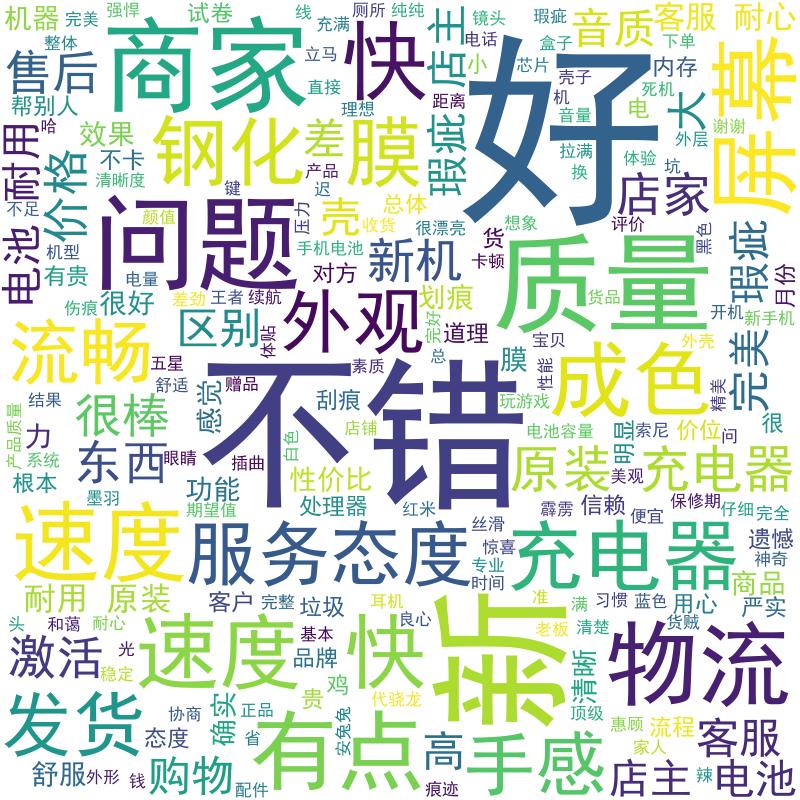 机器
完美
强悍
试卷
线
充满
厕所
纯纯
店主
镜头
瑕疵
客服
耐心
整体
商家
立马
快
电话
盒子
音质
下单
售后
直接
小
芯片
内存
帮别人
理想
距离
壳子
死机
大
屏幕
哈
效果
钢化
差
膜
瑕疵
好
机
音量
电
外层
谢谢
耐用
价格
不卡
产品
拉满
体验
坑
清晰度
键
迟
换
店家
不足
问题
颜值
压力
壳
总体
收货
很漂亮
想象
评价
黑色
电池
机型
手机电池
新机
货
卡顿
质量
瑕疵
月份
有贵
电量
对方
货品
新手机
伤痕
很好
差劲
王者
续航
划痕
开机
流畅
区别
体贴
外观
完好
道理
宝贝
外壳
五星
素质
总
膜
性能
成色
完美
精美
结果
舒适
赠品
不错
玩游戏
产品质量
很棒
感觉
刮痕
店铺
电池容量
明显
索尼
价位
问
很
系统
力
东西
眼睛
插曲
白色
性价比
原装
美观
充电器
根本
墨羽
功能
处理器
红米
霹雳
信赖
保修期
仔细
完全
期望值
丝滑
便宜
遗憾
速度
服务态度
惊喜
充电器
神奇
专业
时间
商品
耐用
原装
客户
完整
垃圾
耳机
新
准
满
习惯
蓝色
用心
严实
头
和蔼
耐心
基本
良心
老板
清楚
货贼
激活
光
速度
品牌
快
清晰
物流
稳定
贵
鸡
代骁龙
顶级
发货
协商
确实
正品
安兔兔
有点
惠顾
流程
客服
态度
省
高
手感
家人
舒服
外形
钱
购物
配件
痕迹
店主
辣
电池